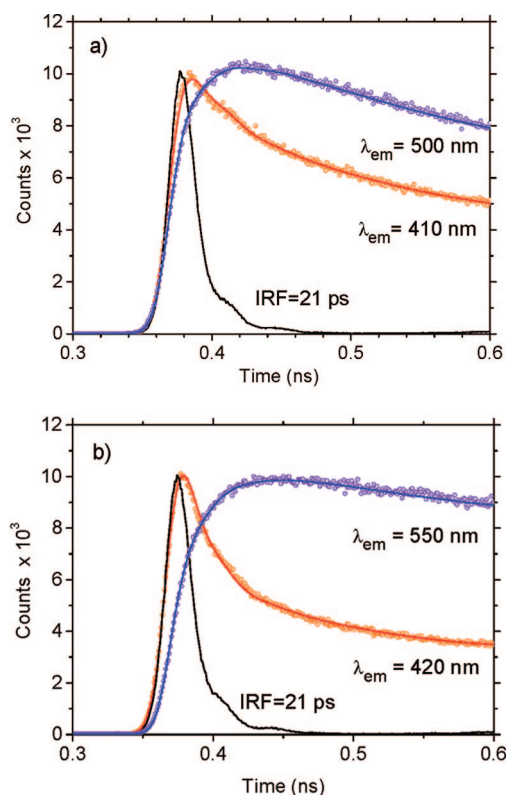 a)
12
10
8
6
4
2
0
Counts x 10³
λem = 500 nm
λem = 410 nm
IRF=21 ps
0.3 0.4 0.5 0.6
Time (ns)
b)
12
10
8
6
4
2
0
Counts x 10³
λem = 550 nm
λem = 420 nm
IRF=21 ps
0.3 0.4 0.5 0.6
Time (ns)